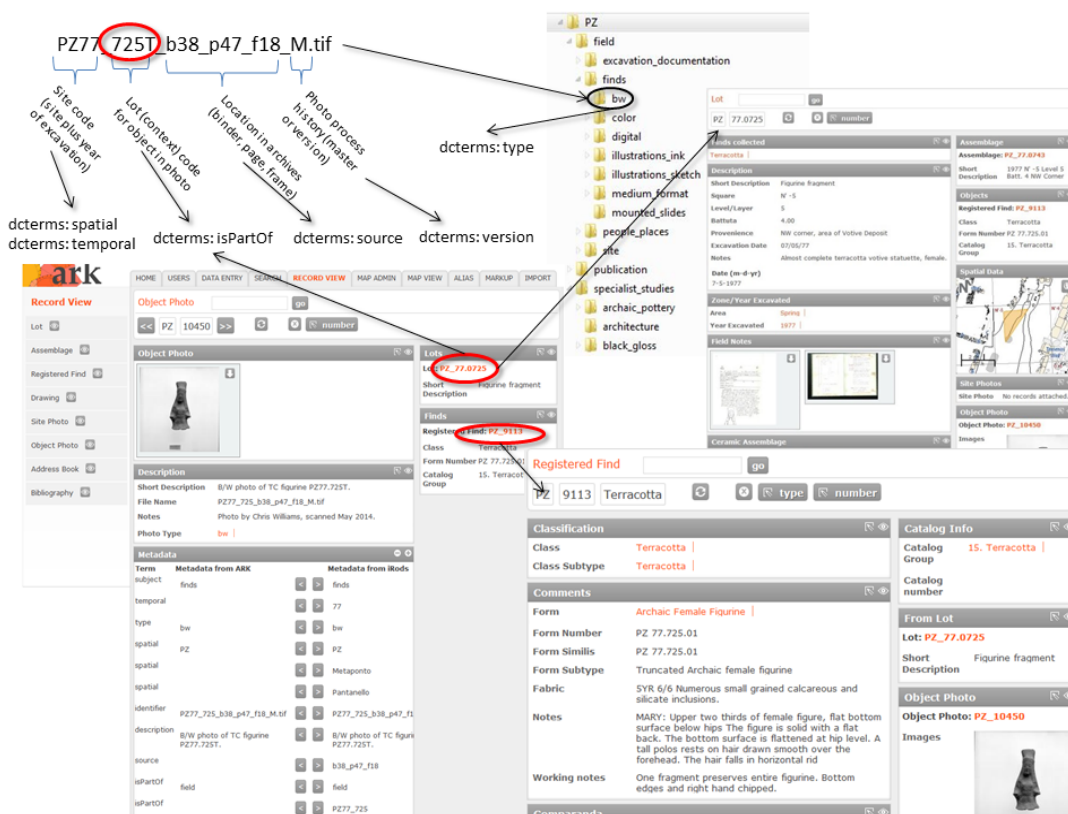 PZ77_725T_b38_p47_f18_M.tif
Site code
(site plus year
of excavation)
Lot (context) code
for object in photo
Location in archives
(binder, page, frame)
Photo process
history (master
or version)
dcterms: spatial
dcterms: temporal
dcterms: isPartOf
dcterms: source
dcterms: version
dcterms: type
PZ
field
excavation_documentation
finds
bw
color
digital
illustrations_ink
illustrations_sketch
medium_format
mounted_slides
people_places
site
publication
specialist_studies
archaic_pottery
architecture
black_gloss
Lot
go
PZ 77.0725
number
Finds collected
Terracotta
Description
Short Description Figurine fragment
Square N' -5
Level/Layer 5
Battuta 4.00
Provenience NW corner, area of Votive Deposit
Excavation Date 07/05/77
Notes Almost complete terracotta votive statuette, female.
Date (m-d-yr)
7-5-1977
Zone/Year Excavated
Area Spring
Year Excavated 1977
Field Notes
Ceramic Assemblage
Assemblage
Assemblage: PZ_77.0743
Short Description 1977 N' -5 Level 5
Batt. 4 NW Corner
Objects
Registered Find: PZ_9113
Class Terracotta
Form Number PZ 77.725.01
Catalog Group 15. Terracotta
Spatial Data
Site Photos
Site Photo No records attached.
Object Photo
Object Photo: PZ_10450
Images
ark
Record View
Lot
Assemblage
Registered Find
Drawing
Site Photo
Object Photo
Address Book
Bibliography
HOME USERS DATA ENTRY SEARCH RECORD VIEW MAP ADMIN MAP VIEW ALIAS MARKUP IMPORT
Object Photo
go
<< PZ 10450 >> number
Object Photo
Description
Short Description B/W photo of TC figurine PZ77.725T.
File Name PZ77_725_b38_p47_f18_M.tif
Notes Photo by Chris Williams, scanned May 2014.
Photo Type bw
Lots
Lot: PZ_77.0725
Short Description Figurine fragment
Finds
Registered Find: PZ_9113
Class Terracotta
Form Number PZ 77.725.01
Catalog Group 15. Terracot
Metadata
Term Metadata from ARK Metadata from iRods
subject finds < > finds
temporal < > 77
type bw < > bw
spatial PZ < > PZ
spatial < > Metaponto
spatial < > Pantanello
identifier PZ77_725_b38_p47_f18_M.tif < > PZ77_725_b38_p47_f1
description B/W photo of TC figurine PZ77.725T. < > B/W photo of TC figuri PZ77.725T.
source < > b38_p47_f18
isPartOf field < > field
isPartOf < > PZ77_725
Registered Find
go
PZ 9113 Terracotta type number
Classification
Class Terracotta
Class Subtype Terracotta
Comments
Form Archaic Female Figurine
Form Number PZ 77.725.01
Form Similis PZ 77.725.01
Form Subtype Truncated Archaic female figurine
Fabric 5YR 6/6 Numerous small grained calcareous and
silicate inclusions.
Notes MARY: Upper two thirds of female figure, flat bottom
surface below hips The figure is solid with a flat
back. The bottom surface is flattened at hip level. A
tall polos rests on hair drawn smooth over the
forehead. The hair falls in horizontal rid
Working notes One fragment preserves entire figurine. Bottom
edges and right hand chipped.
Comparanda
Catalog Info
Catalog Group 15. Terracotta
Catalog number
From Lot
Lot: PZ_77.0725
Short Description Figurine fragment
Object Photo
Object Photo: PZ_10450
Images